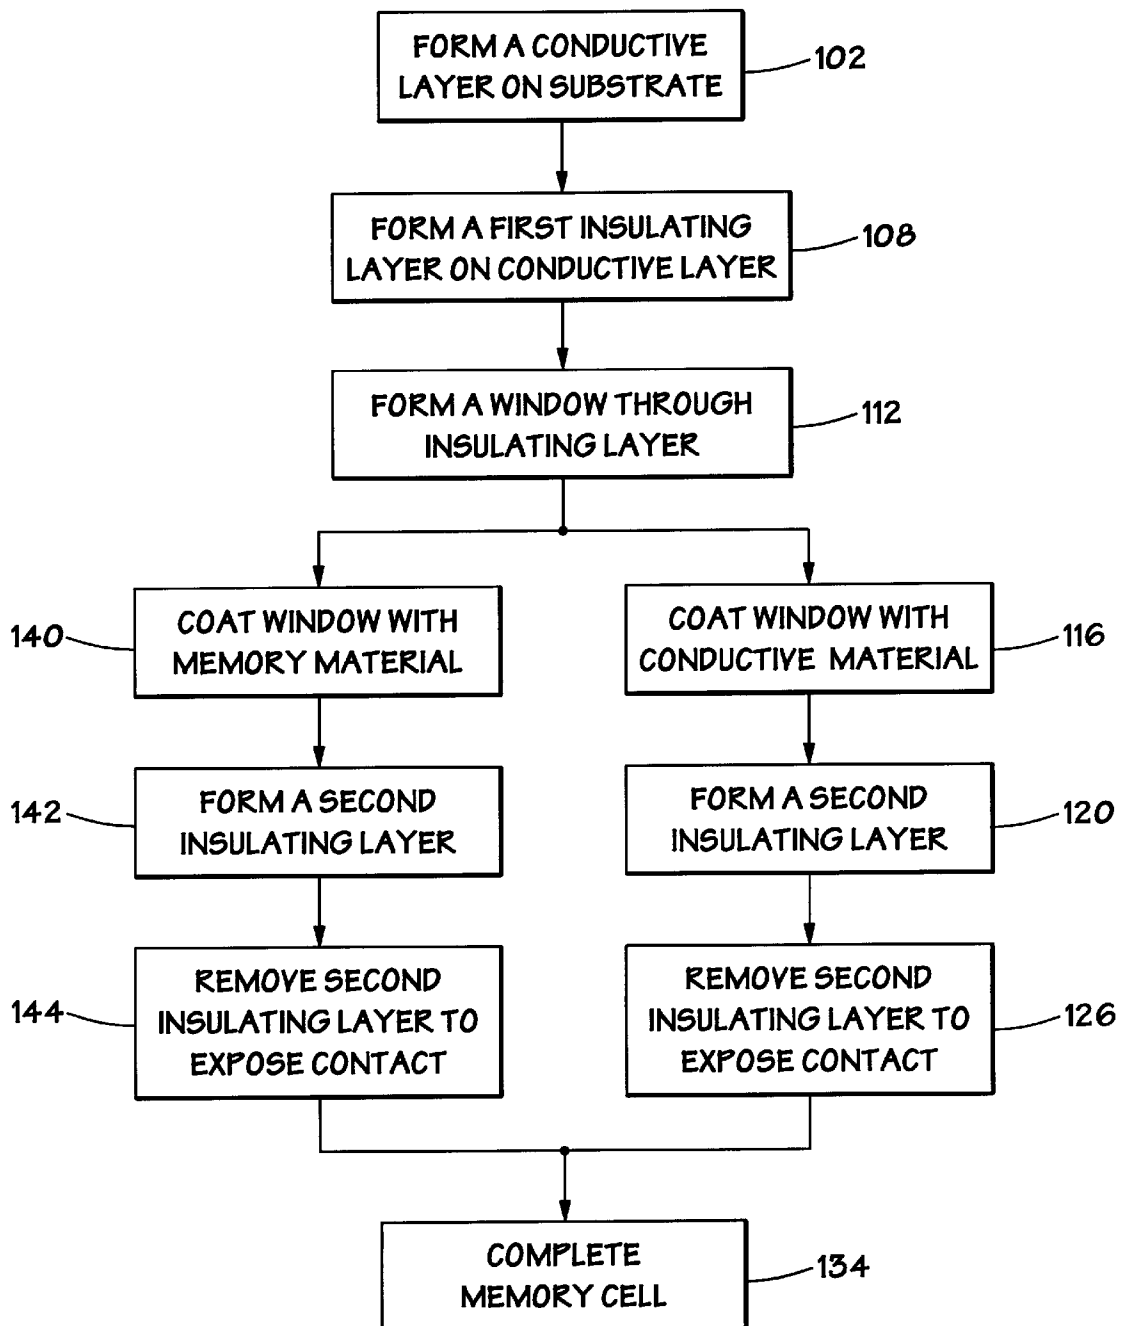 FORM A CONDUCTIVE
LAYER ON SUBSTRATE
102
FORM A FIRST INSULATING
LAYER ON CONDUCTIVE LAYER
108
FORM A WINDOW THROUGH
INSULATING LAYER
112
140
COAT WINDOW WITH
MEMORY MATERIAL
COAT WINDOW WITH
CONDUCTIVE MATERIAL
116
142
FORM A SECOND
INSULATING LAYER
FORM A SECOND
INSULATING LAYER
120
144
REMOVE SECOND
INSULATING LAYER TO
EXPOSE CONTACT
REMOVE SECOND
INSULATING LAYER TO
EXPOSE CONTACT
126
COMPLETE
MEMORY CELL
134